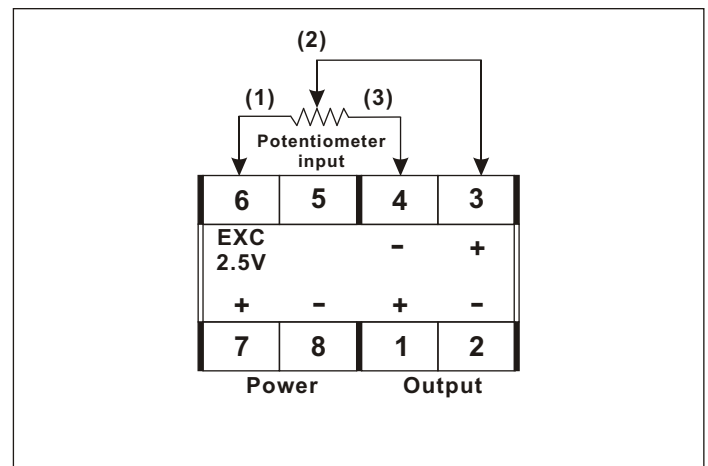 (2)
(1) (3)
Potentiometer
input
6 5 4 3
EXC - +
2.5V
+ - + -
7 8 1 2
Power Output